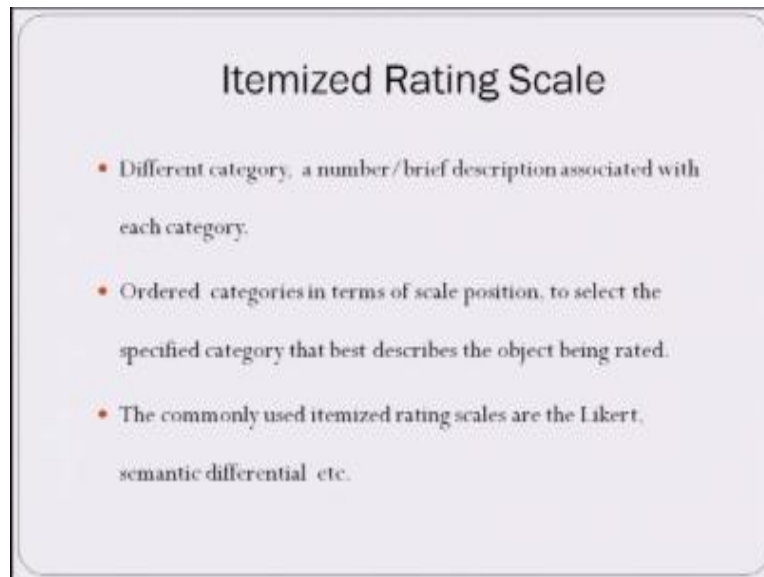 Itemized Rating Scale
• Different category, a number/brief description associated with
each category.
• Ordered categories in terms of scale position, to select the
specified category that best describes the object being rated.
• The commonly used itemized rating scales are the Likert,
semantic differential etc.